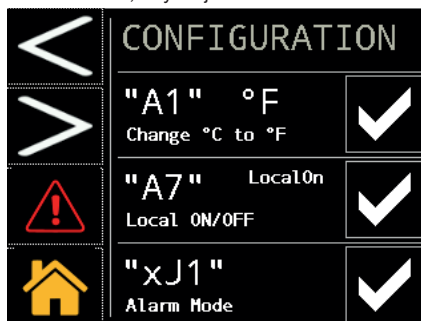 CONFIGURATION
"A1" °F
Change °C to °F
"A7" LocalOn
Local ON/OFF
"xJ1"
Alarm Mode